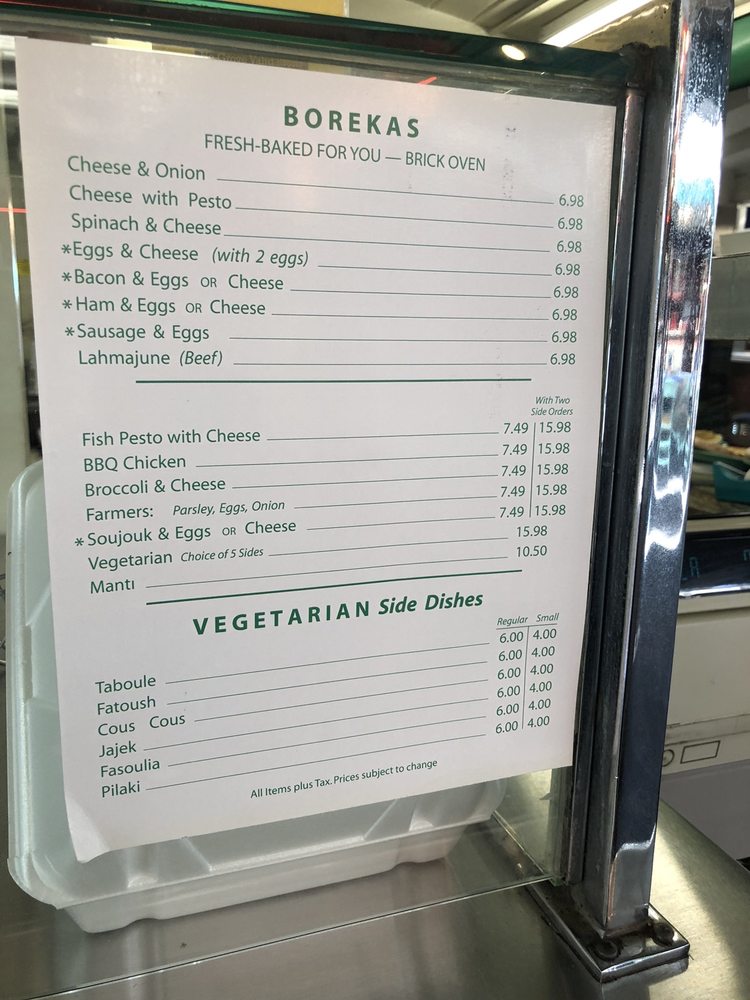 BOREKAS
FRESH-BAKED FOR YOU — BRICK OVEN
Cheese & Onion 6.98
Cheese with Pesto 6.98
Spinach & Cheese 6.98
*Eggs & Cheese (with 2 eggs) 6.98
*Bacon & Eggs OR Cheese 6.98
*Ham & Eggs OR Cheese 6.98
*Sausage & Eggs 6.98
Lahmajune (Beef) 6.98
With Two
Side Orders
Fish Pesto with Cheese 7.49 15.98
BBQ Chicken 7.49 15.98
Broccoli & Cheese 7.49 15.98
Farmers: Parsley, Eggs, Onion 7.49 15.98
*Soujouk & Eggs OR Cheese 7.49 15.98
Vegetarian Choice of 5 Sides 15.98
Mantı 10.50
VEGETARIAN Side Dishes
Regular Small
Taboule 6.00 4.00
Fatoush 6.00 4.00
Cous Cous 6.00 4.00
Jajek 6.00 4.00
Fasoulia 6.00 4.00
Pilaki 6.00 4.00
All Items plus Tax. Prices subject to change